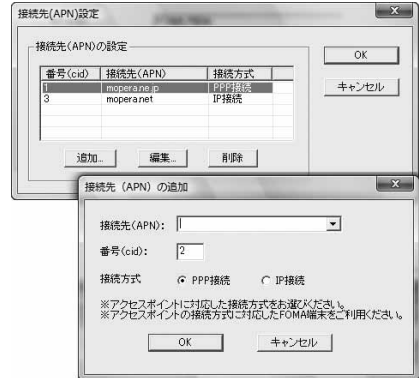 接続先(APN)設定
接続先(APN)の設定
番号(cid) 接続先(APN) 接続方式
1 mopera.ne.jp PPP接続
3 mopera.net IP接続
追加... 編集... 削除
OK
キャンセル
接続先（APN）の追加
接続先(APN):
番号(cid): 2
接続方式 PPP接続 IP接続
※アクセスポイントに対応した接続方式をお選びください。
※アクセスポイントの接続方式に対応したFOMA端末をご利用ください。
OK キャンセル